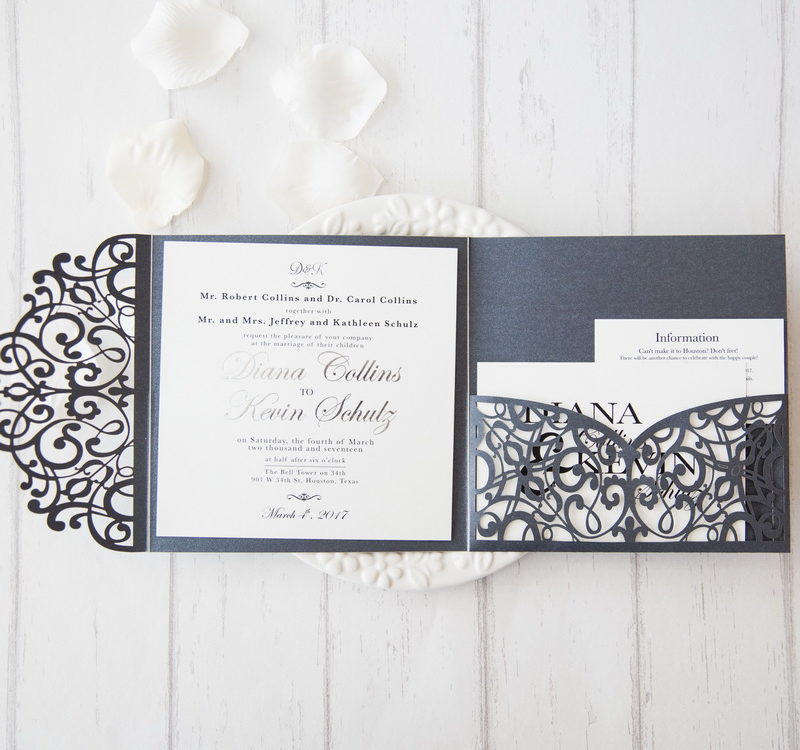 D&K
Mr. Robert Collins and Dr. Carol Collins
together with
Mr. and Mrs. Jeffrey and Kathleen Schulz
request the pleasure of your company
at the marriage of their children
Diana Collins
TO
Kevin Schulz
on Saturday, the fourth of March
two thousand and seventeen
at half after six o'clock
The Bell Tower on 34th
901 W 34th St, Houston, Texas
March 4th, 2017
Information
Can't make it to Houston? Don't fret!
There will be another chance to celebrate with the happy couple!
DIANA
&
KEVIN
Schulz